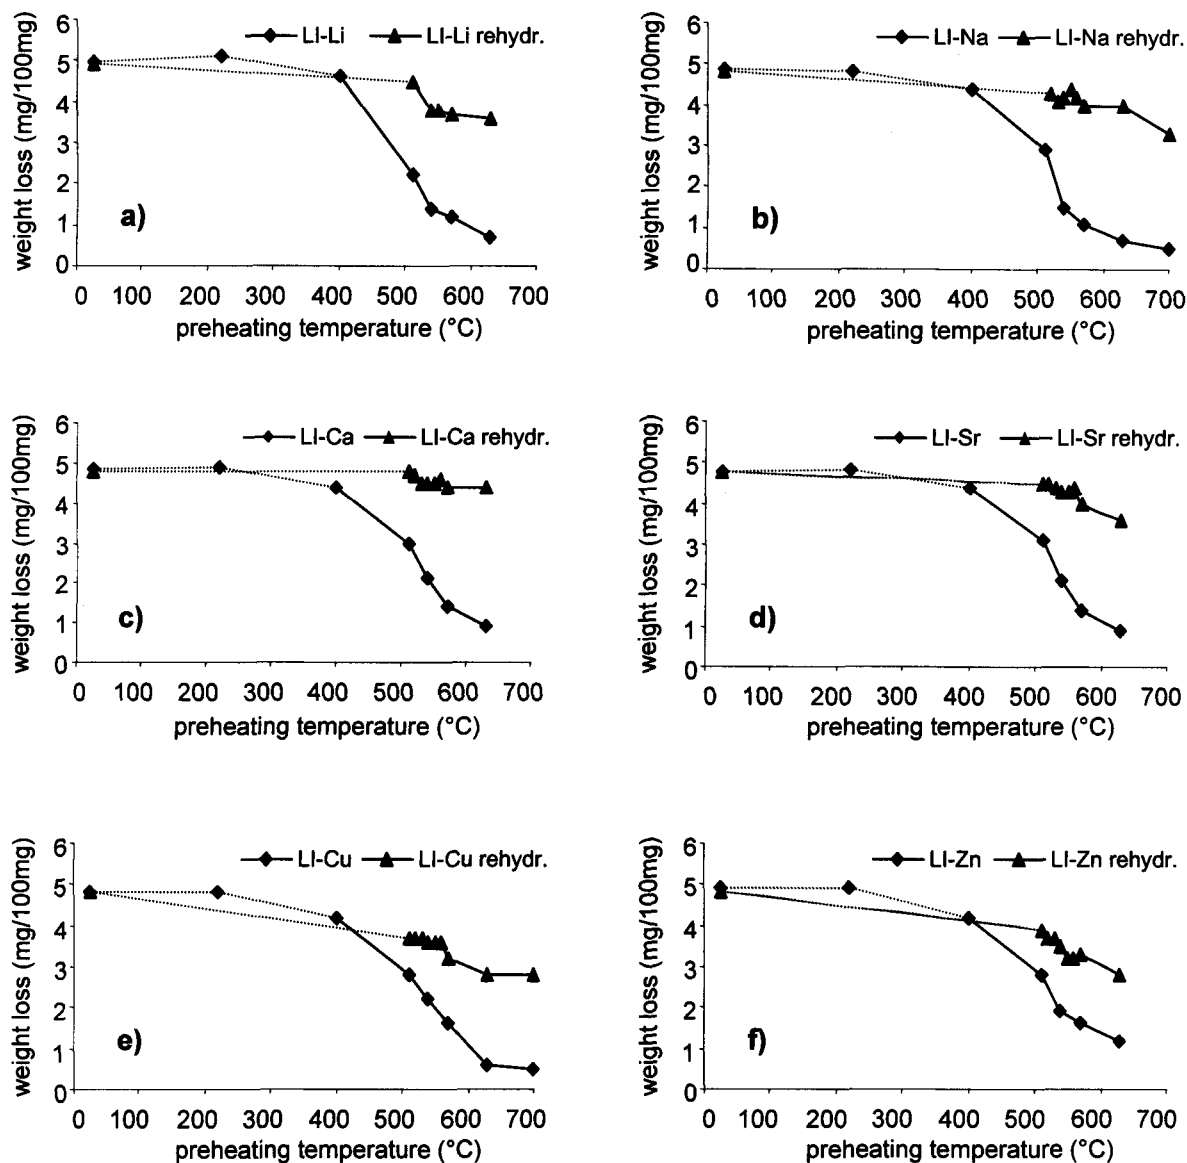 LI-Li LI-Li rehydr.
weight loss (mg/100mg)
6
5
4
3
2
1
0
a)
0 100 200 300 400 500 600 700
preheating temperature (°C)
LI-Na LI-Na rehydr.
weight loss (mg/100mg)
6
5
4
3
2
1
0
b)
0 100 200 300 400 500 600 700
preheating temperature (°C)
LI-Ca LI-Ca rehydr.
weight loss (mg/100mg)
6
5
4
3
2
1
0
c)
0 100 200 300 400 500 600 700
preheating temperature (°C)
LI-Sr LI-Sr rehydr.
weight loss (mg/100mg)
6
5
4
3
2
1
0
d)
0 100 200 300 400 500 600 700
preheating temperature (°C)
LI-Cu LI-Cu rehydr.
weight loss (mg/100mg)
6
5
4
3
2
1
0
e)
0 100 200 300 400 500 600 700
preheating temperature (°C)
LI-Zn LI-Zn rehydr.
weight loss (mg/100mg)
6
5
4
3
2
1
0
f)
0 100 200 300 400 500 600 700
preheating temperature (°C)